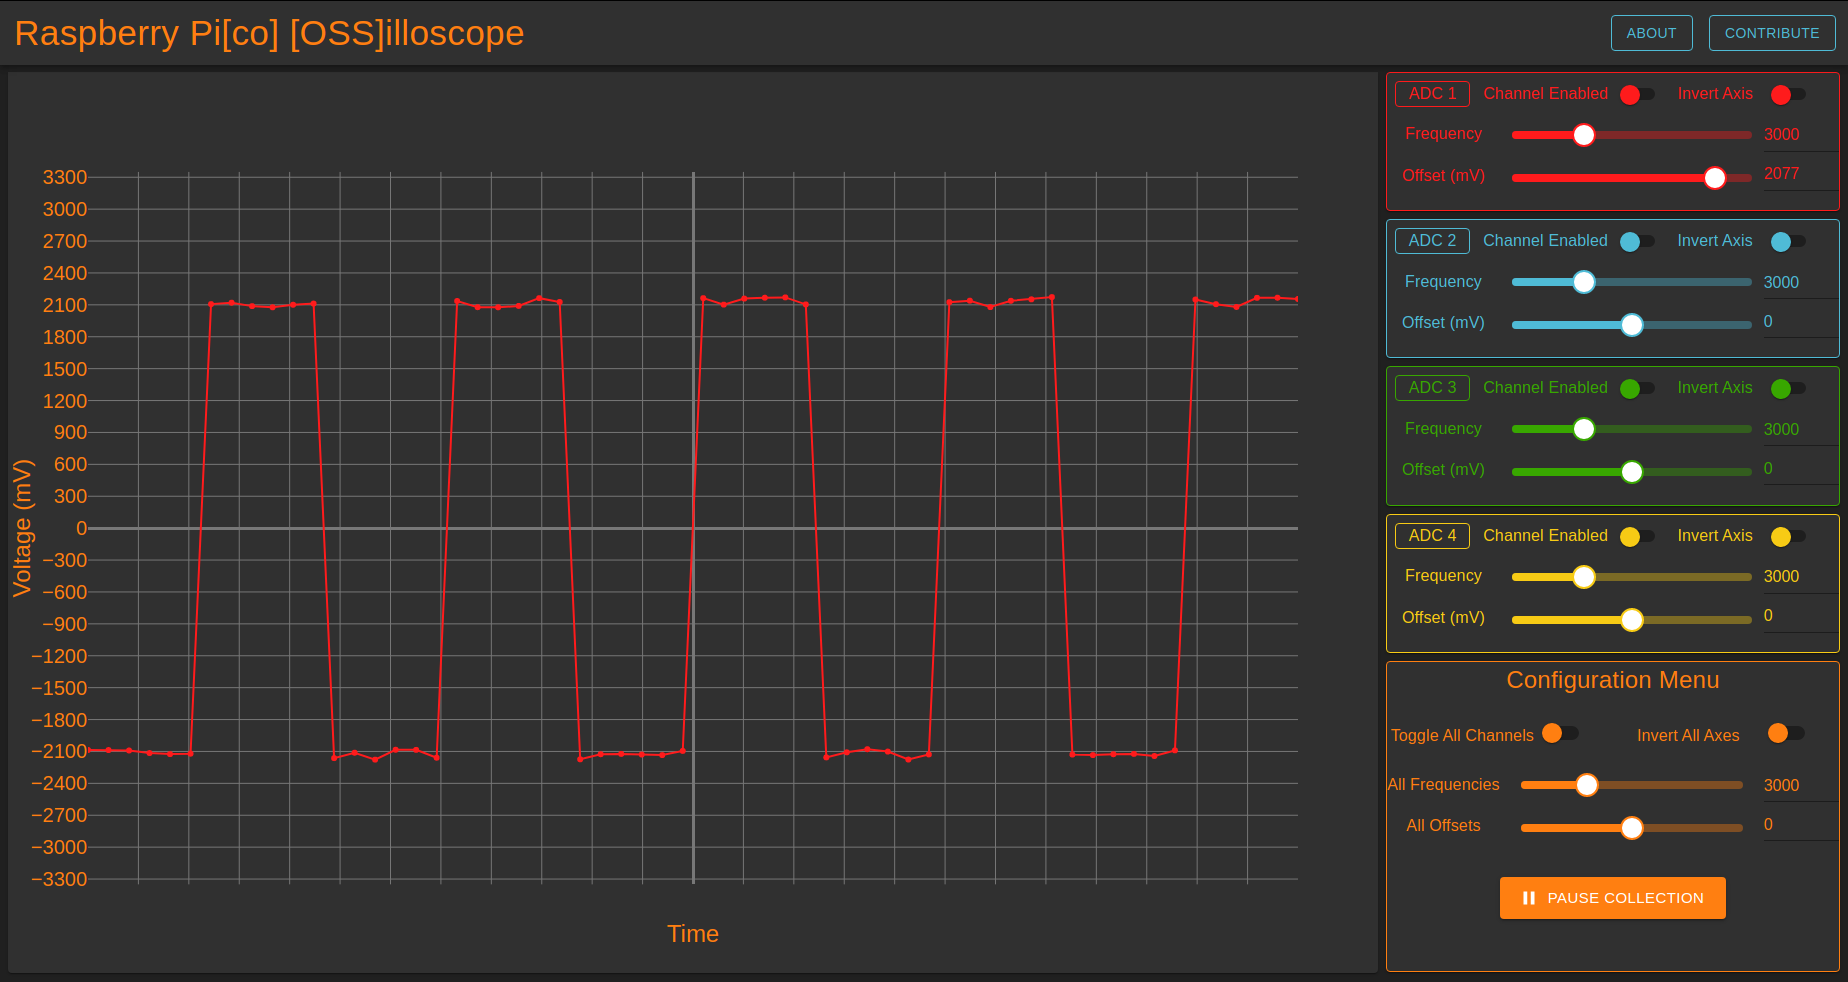 Raspberry Pi[co] [OSS]illoscope
ABOUT
CONTRIBUTE
3300
3000
2700
2400
2100
1800
1500
1200
900
600
300
0
−300
−600
−900
−1200
−1500
−1800
−2100
−2400
−2700
−3000
−3300
Voltage (mV)
Time
ADC 1 Channel Enabled Invert Axis
Frequency 3000
Offset (mV) 2077
ADC 2 Channel Enabled Invert Axis
Frequency 3000
Offset (mV) 0
ADC 3 Channel Enabled Invert Axis
Frequency 3000
Offset (mV) 0
ADC 4 Channel Enabled Invert Axis
Frequency 3000
Offset (mV) 0
Configuration Menu
Toggle All Channels Invert All Axes
All Frequencies 3000
All Offsets 0
PAUSE COLLECTION